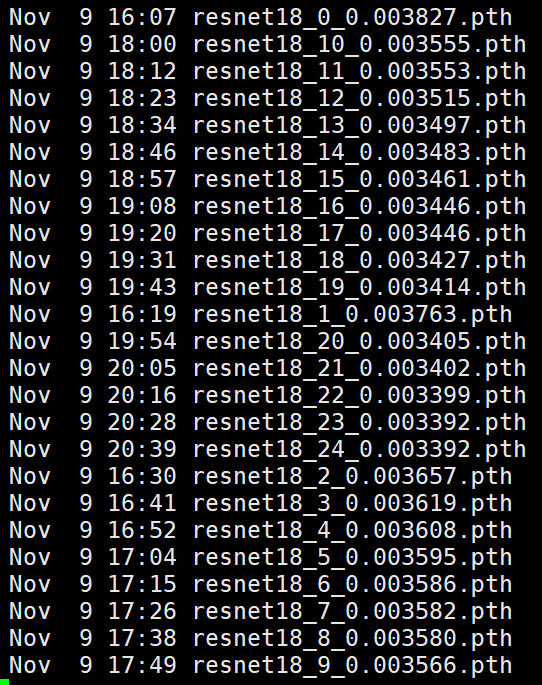 Nov  9 16:07 resnet18_0_0.003827.pth
Nov  9 18:00 resnet18_10_0.003555.pth
Nov  9 18:12 resnet18_11_0.003553.pth
Nov  9 18:23 resnet18_12_0.003515.pth
Nov  9 18:34 resnet18_13_0.003497.pth
Nov  9 18:46 resnet18_14_0.003483.pth
Nov  9 18:57 resnet18_15_0.003461.pth
Nov  9 19:08 resnet18_16_0.003446.pth
Nov  9 19:20 resnet18_17_0.003446.pth
Nov  9 19:31 resnet18_18_0.003427.pth
Nov  9 19:43 resnet18_19_0.003414.pth
Nov  9 16:19 resnet18_1_0.003763.pth
Nov  9 19:54 resnet18_20_0.003405.pth
Nov  9 20:05 resnet18_21_0.003402.pth
Nov  9 20:16 resnet18_22_0.003399.pth
Nov  9 20:28 resnet18_23_0.003392.pth
Nov  9 20:39 resnet18_24_0.003392.pth
Nov  9 16:30 resnet18_2_0.003657.pth
Nov  9 16:41 resnet18_3_0.003619.pth
Nov  9 16:52 resnet18_4_0.003608.pth
Nov  9 17:04 resnet18_5_0.003595.pth
Nov  9 17:15 resnet18_6_0.003586.pth
Nov  9 17:26 resnet18_7_0.003582.pth
Nov  9 17:38 resnet18_8_0.003580.pth
Nov  9 17:49 resnet18_9_0.003566.pth